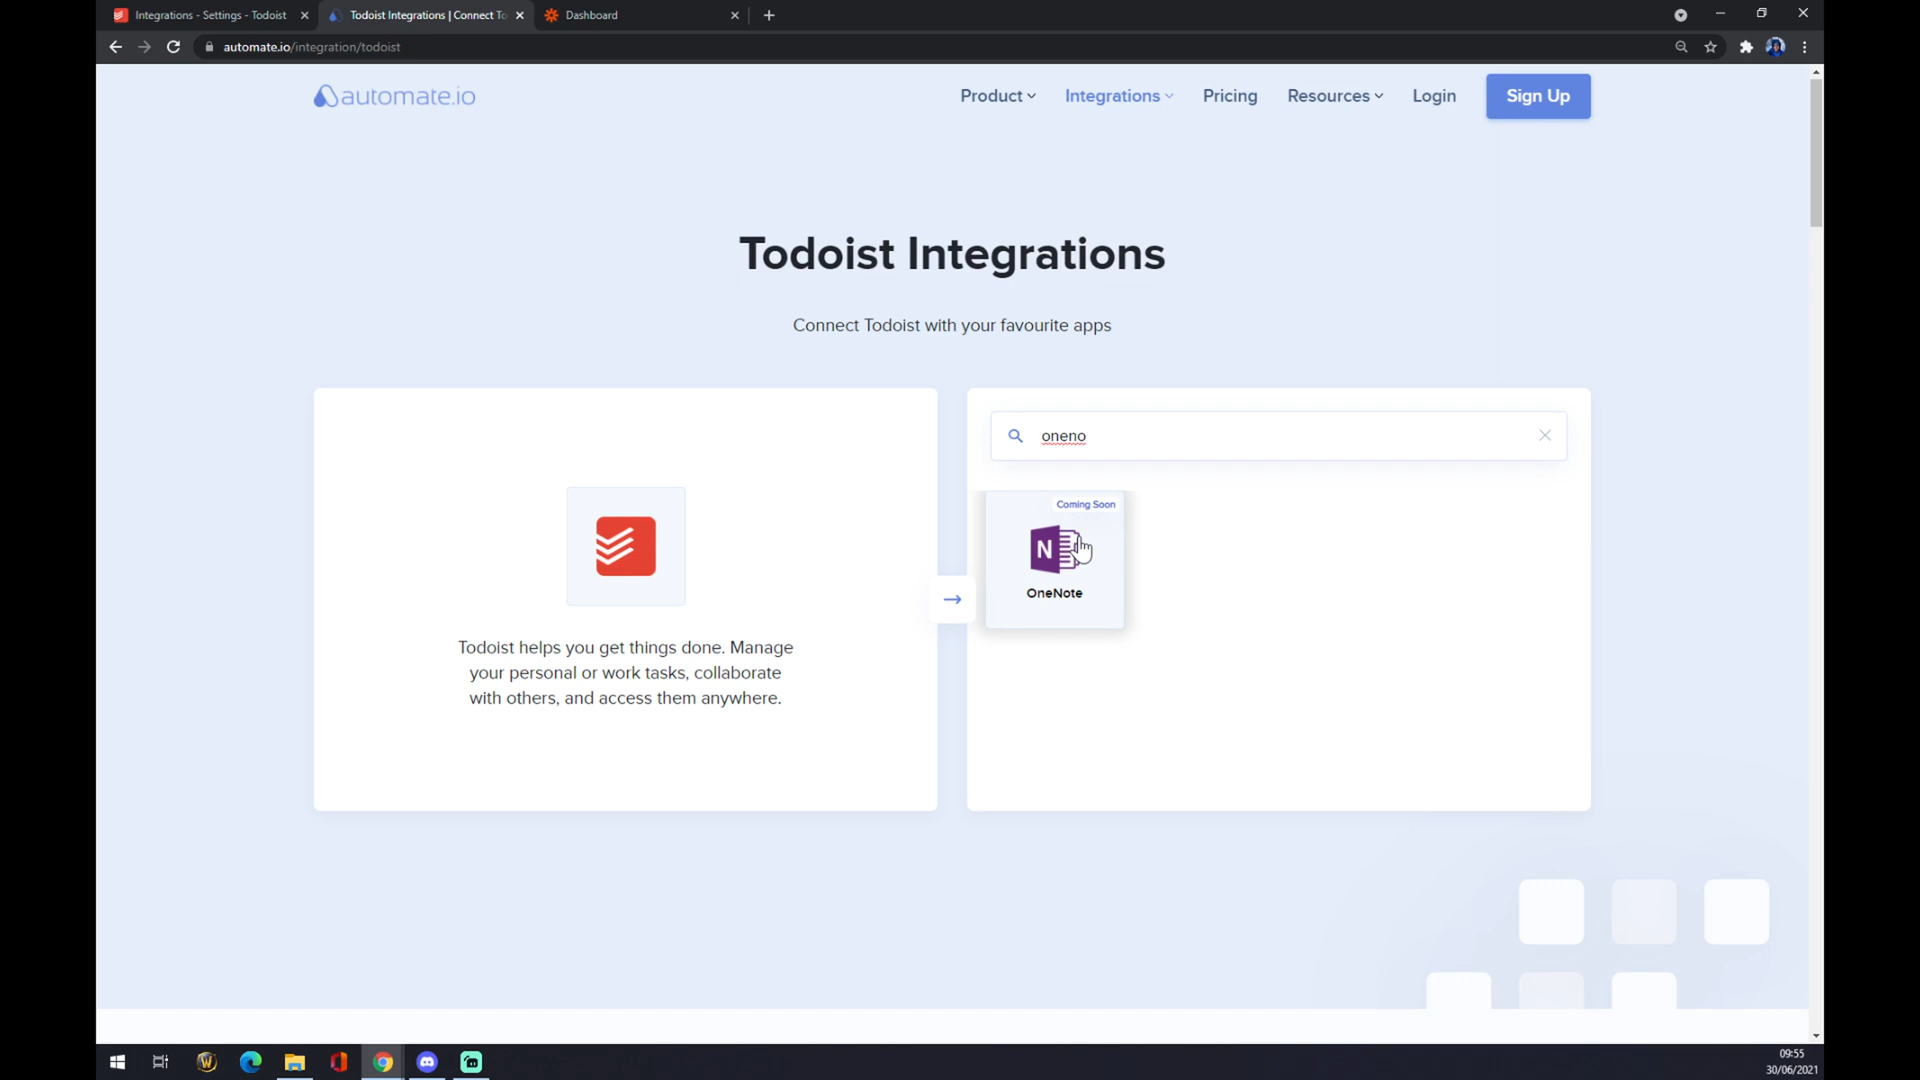 Integrations - Settings - Todoist
Todoist Integrations | Connect To
Dashboard
automate.io/integration/todoist
automate.io
Product
Integrations
Pricing
Resources
Login
Sign Up
Todoist Integrations
Connect Todoist with your favourite apps
oneno
Coming Soon
N
OneNote
Todoist helps you get things done. Manage
your personal or work tasks, collaborate
with others, and access them anywhere.
W
09:55
30/06/2021